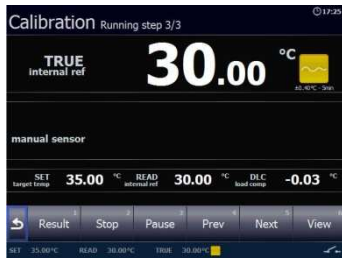 Calibration Running step 3/3
17:25
TRUE
internal ref
30.00 °C
±0.40°C - 5min
manual sensor
SET
target temp
35.00 °C
READ
internal ref
30.00 °C
DLC
load comp
-0.03 °C
1
Result
2
Stop
3
Pause
4
Prev
5
Next
6
View
SET 35.00°C READ 30.00°C TRUE 30.00°C